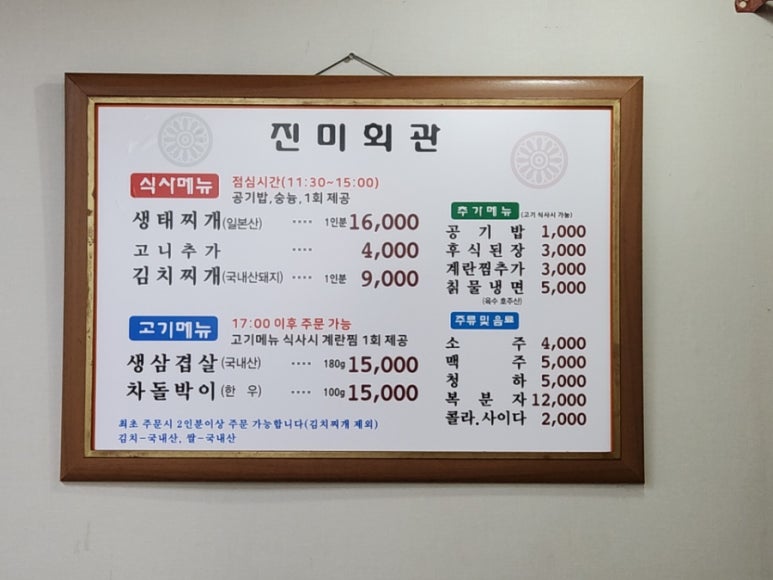 진미회관
식사메뉴 점심시간(11:30~15:00)
공기밥,숭늉,1회 제공
생태찌개(일본산) ···· 1인분 16,000
고니추가 ···· 4,000
김치찌개(국내산돼지) ···· 1인분 9,000
고기메뉴 17:00 이후 주문 가능
고기메뉴 식사시 계란찜 1회 제공
생삼겹살(국내산) ···· 180g 15,000
차돌박이(한 우) ···· 100g 15,000
최초 주문시 2인분이상 주문 가능합니다(김치찌개 제외)
김치-국내산, 쌀-국내산
추가메뉴 (고기 식사시 가능)
공기밥 1,000
후식된장 3,000
계란찜추가 3,000
칡물냉면 5,000
(육수 호주산)
주류및음료
소주 4,000
맥주 5,000
청하 5,000
복분자 12,000
콜라.사이다 2,000